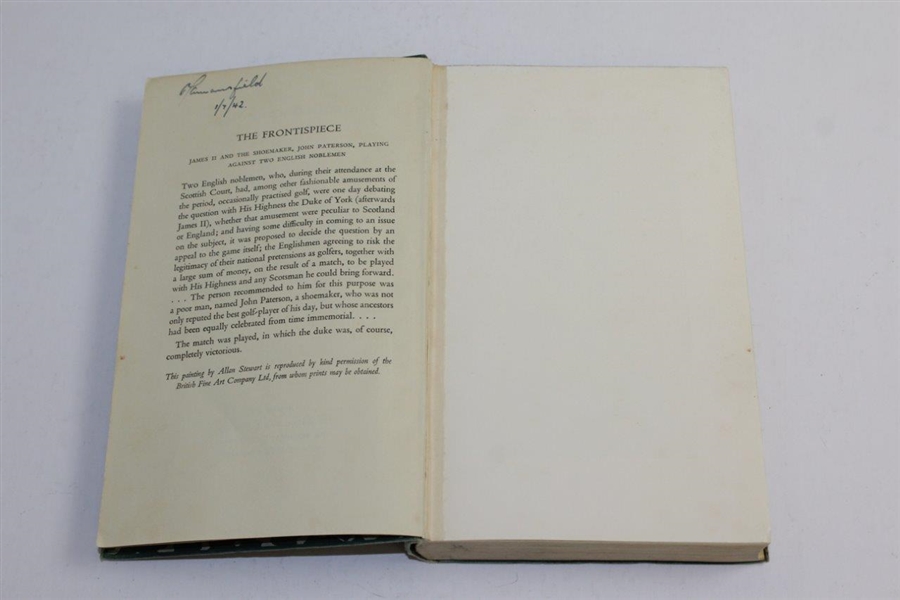 1/7/42.
THE FRONTISPIECE
JAMES II AND THE SHOEMAKER, JOHN PATERSON, PLAYING
AGAINST TWO ENGLISH NOBLEMEN
Two English noblemen, who, during their attendance at the
Scottish Court, had, among other fashionable amusements of
the period, occasionally practised golf, were one day debating
the question with His Highness the Duke of York (afterwards
James II), whether that amusement were peculiar to Scotland
or England; and having some difficulty in coming to an issue
on the subject, it was proposed to decide the question by an
appeal to the game itself; the Englishmen agreeing to risk the
legitimacy of their national pretensions as golfers, together with
a large sum of money, on the result of a match, to be played
with His Highness and any Scotsman he could bring forward.
. . . The person recommended to him for this purpose was
a poor man, named John Paterson, a shoemaker, who was not
only reputed the best golf-player of his day, but whose ancestors
had been equally celebrated from time immemorial. . . .
The match was played, in which the duke was, of course,
completely victorious.
This painting by Allan Stewart is reproduced by kind permission of the
British Fine Art Company Ltd, from whom prints may be obtained.